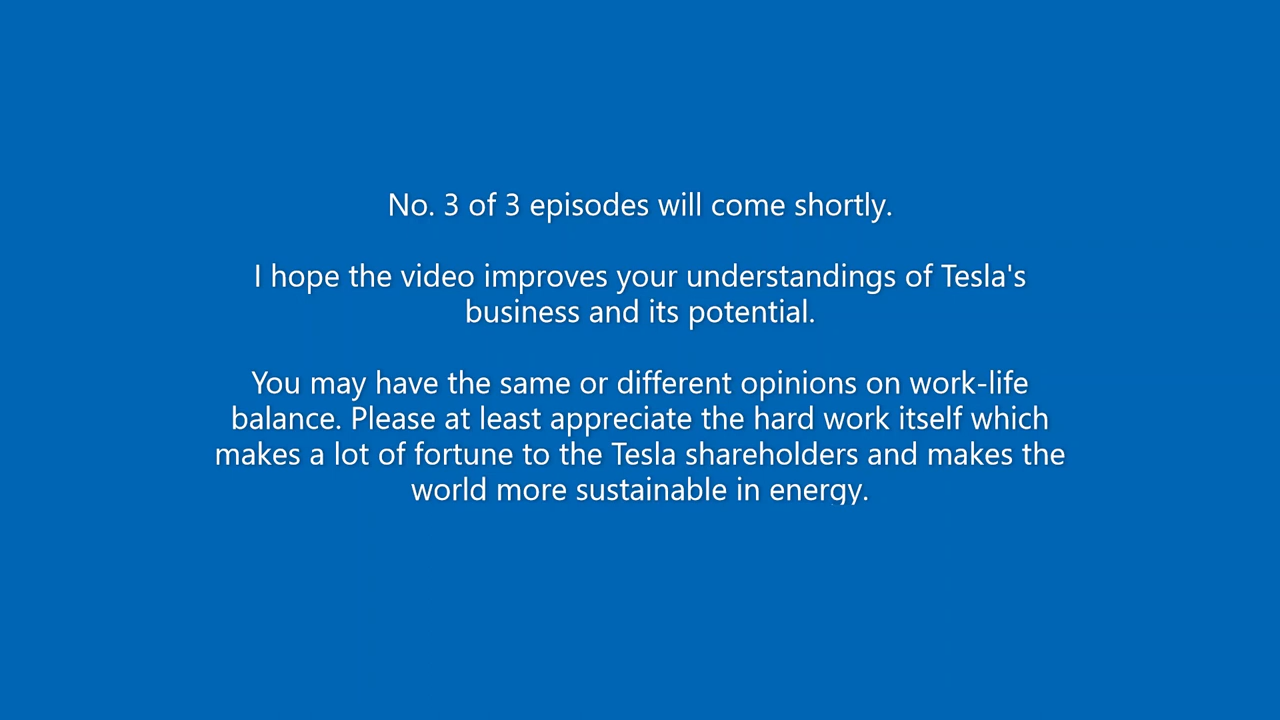 No. 3 of 3 episodes will come shortly.
I hope the video improves your understandings of Tesla's
business and its potential.
You may have the same or different opinions on work-life
balance. Please at least appreciate the hard work itself which
makes a lot of fortune to the Tesla shareholders and makes the
world more sustainable in energy.